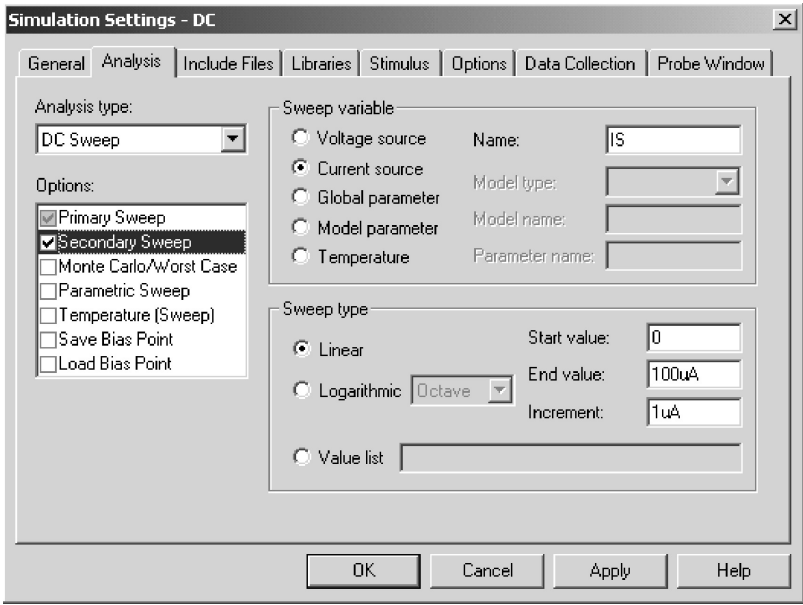 Simulation Settings - DC
General Analysis Include Files Libraries Stimulus Options Data Collection Probe Window
Analysis type:
DC Sweep
Options:
Primary Sweep
Secondary Sweep
Monte Carlo/Worst Case
Parametric Sweep
Temperature (Sweep)
Save Bias Point
Load Bias Point
Sweep variable
Voltage source
Current source
Global parameter
Model parameter
Temperature
Name: IS
Model type:
Model name:
Parameter name:
Sweep type
Linear
Logarithmic Octave
Value list
Start value: 0
End value: 100uA
Increment: 1uA
OK Cancel Apply Help